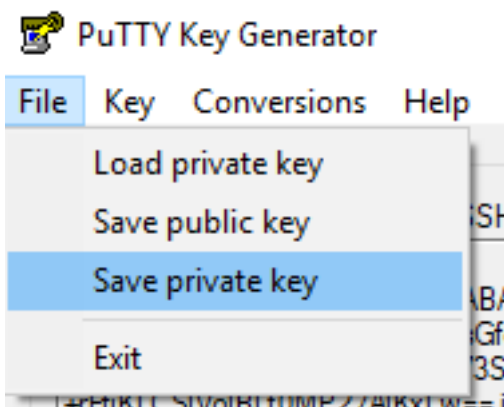 PuTTY Key Generator
File Key Conversions Help
Load private key
Save public key
Save private key
Exit